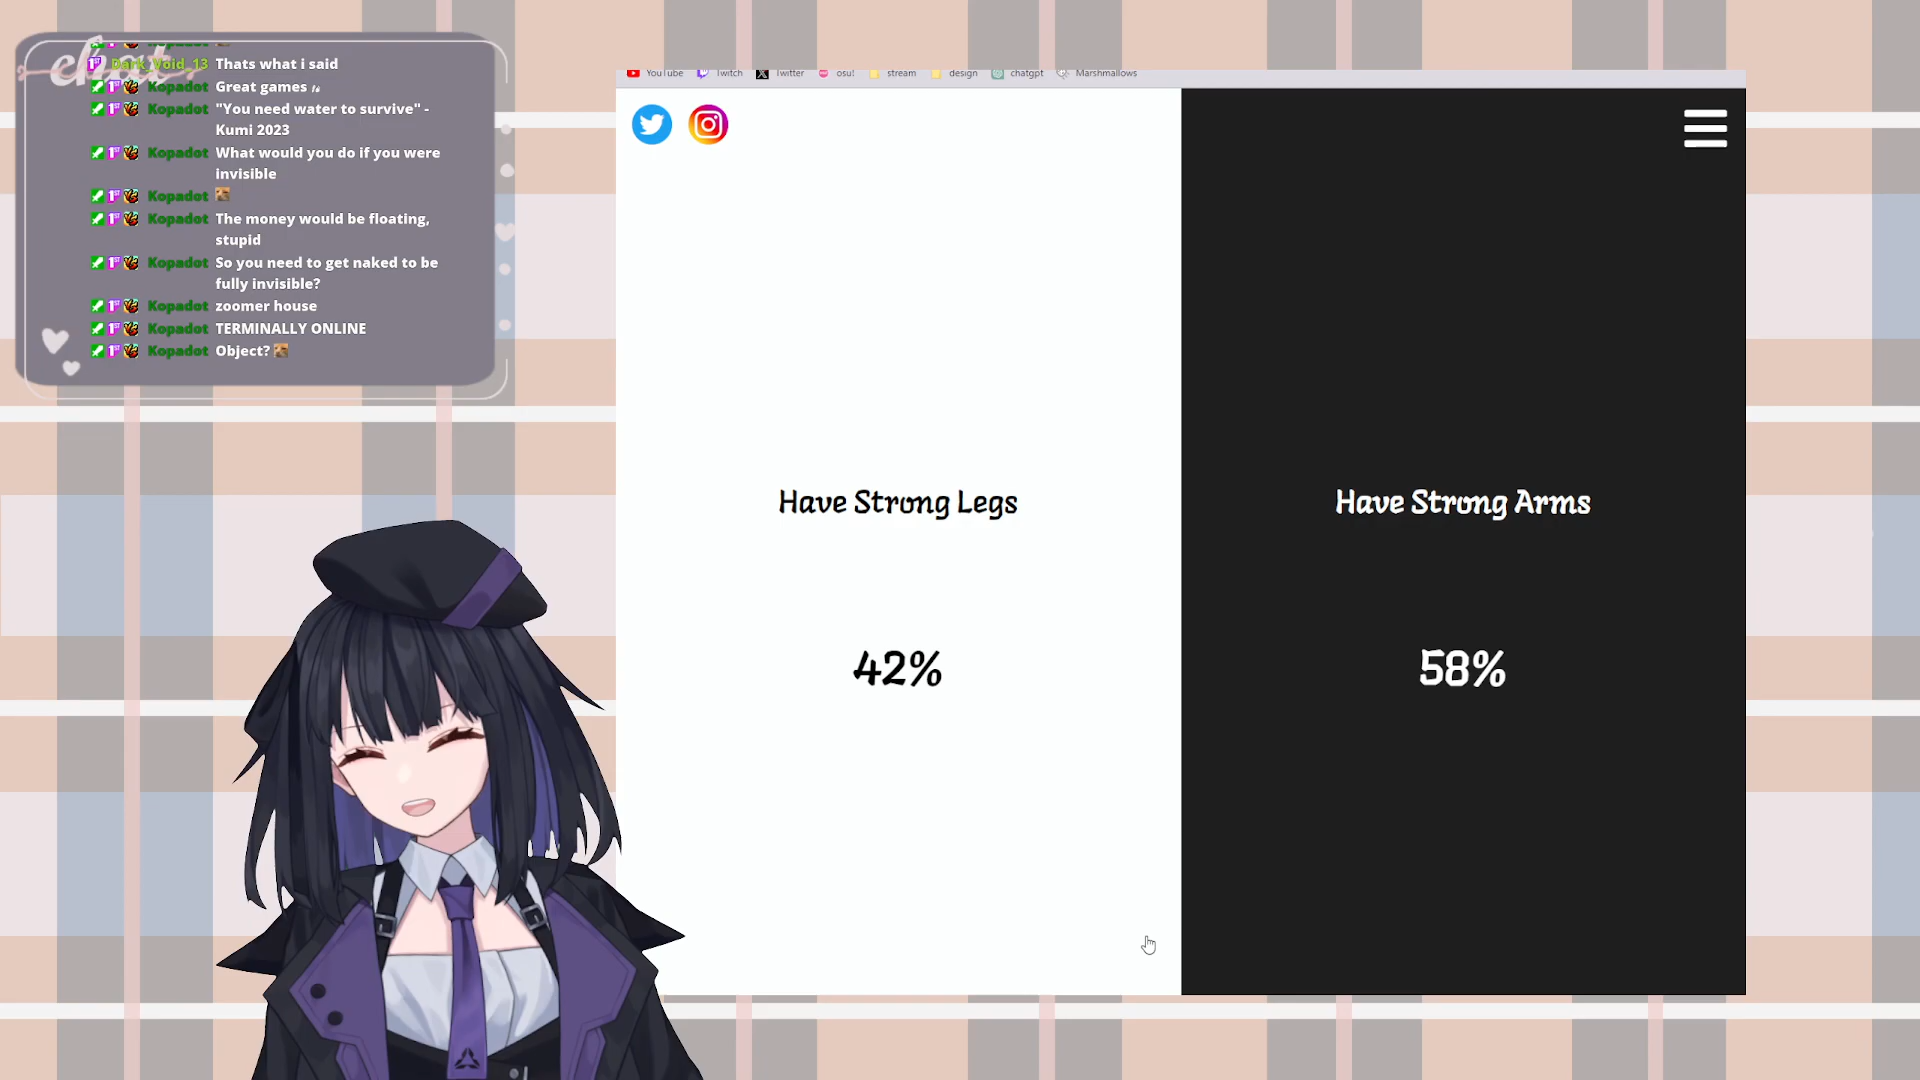 chat
Dark_Void_13 Thats what i said
Kopadot Great games
Kopadot "You need water to survive" -
Kumi 2023
Kopadot What would you do if you were
invisible
Kopadot
Kopadot The money would be floating,
stupid
Kopadot So you need to get naked to be
fully invisible?
Kopadot zoomer house
Kopadot TERMINALLY ONLINE
Kopadot Object?
YouTube Twitch Twitter osu! stream design chatgpt Marshmallows
Have Strong Legs
42%
Have Strong Arms
58%